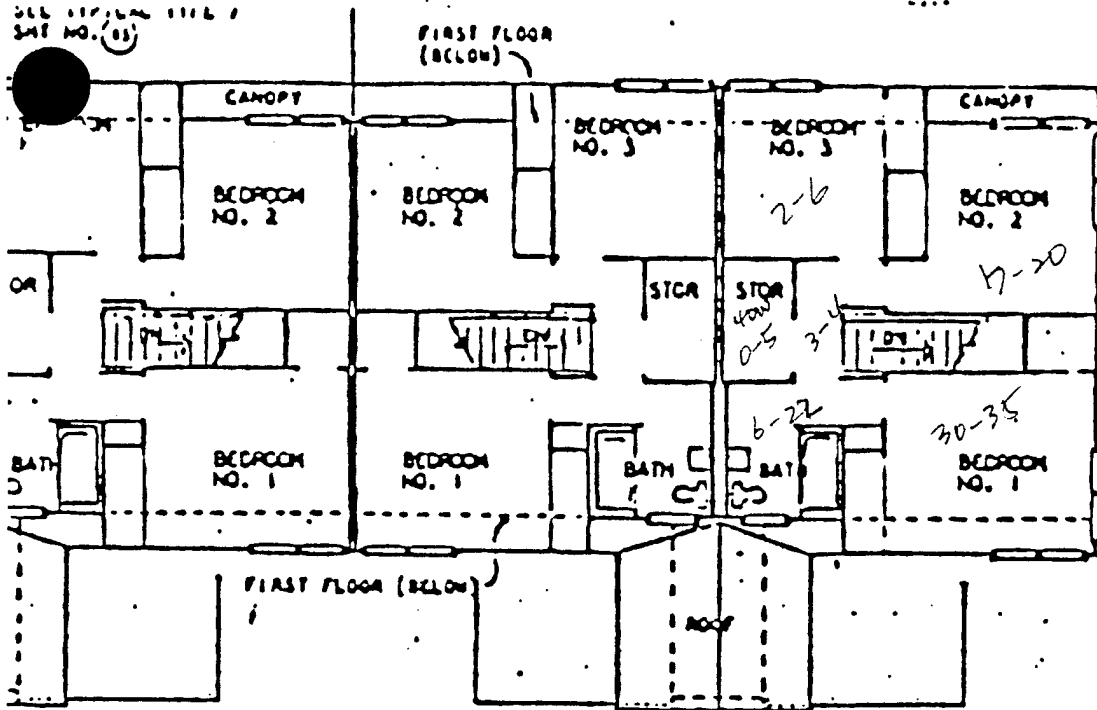 SHT NO. (
FIRST FLOOR
(BELOW)
CANOPY
CANOPY
BEDROOM
NO. 3
BEDROOM
NO. 3
BEDROOM
NO. 2
BEDROOM
NO. 2
BEDROOM
NO. 2
2-6
17-20
OR
STOR
STOR
0-5
3-4
DN
DN
DN
6-22
30-35
BATH
BEDROOM
NO. 1
BEDROOM
NO. 1
BATH
BATH
BEDROOM
NO. 1
FIRST FLOOR (BELOW)
ROOF